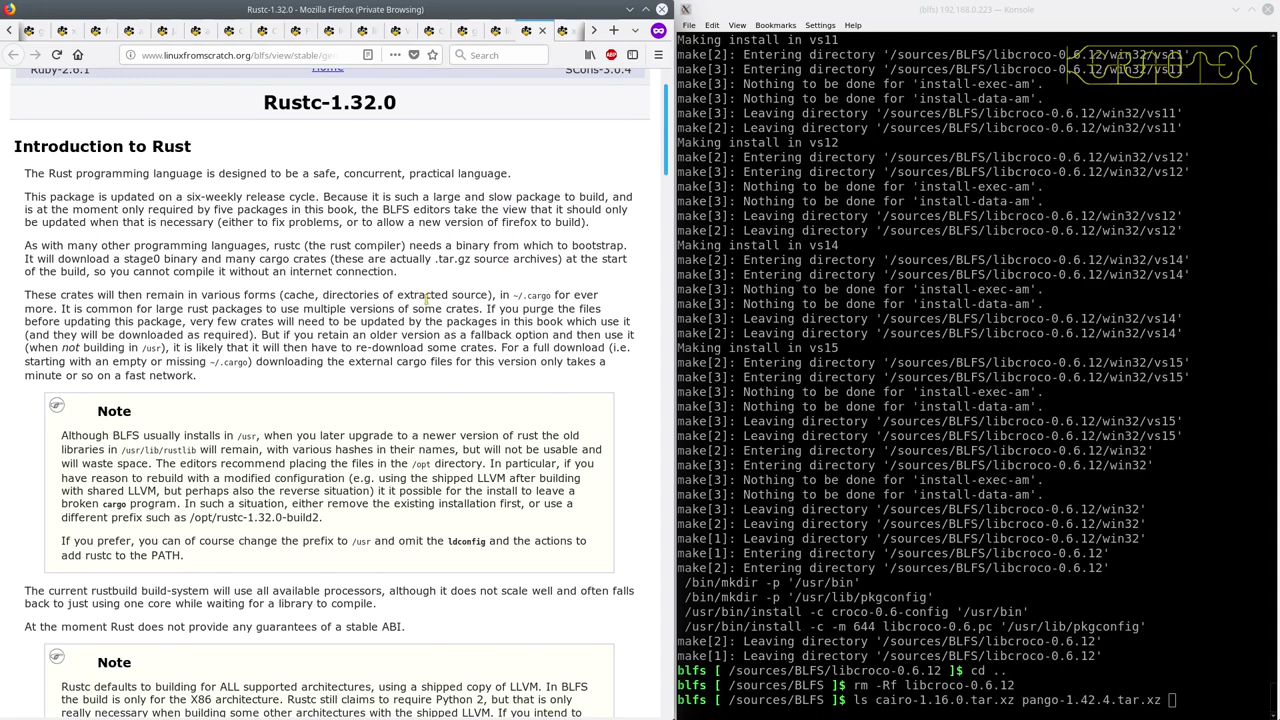 Rustc-1.32.0 - Mozilla Firefox (Private Browsing)
www.linuxfromscratch.org/blfs/view/stable/ge
Search
Ruby-2.6.1
Home
SCons-3.0.4
Rustc-1.32.0
Introduction to Rust
The Rust programming language is designed to be a safe, concurrent, practical language.
This package is updated on a six-weekly release cycle. Because it is such a large and slow package to build, and
is at the moment only required by five packages in this book, the BLFS editors take the view that it should only
be updated when that is necessary (either to fix problems, or to allow a new version of firefox to build).
As with many other programming languages, rustc (the rust compiler) needs a binary from which to bootstrap.
It will download a stage0 binary and many cargo crates (these are actually .tar.gz source archives) at the start
of the build, so you cannot compile it without an internet connection.
These crates will then remain in various forms (cache, directories of extracted source), in ~/.cargo for ever
more. It is common for large rust packages to use multiple versions of some crates. If you purge the files
before updating this package, very few crates will need to be updated by the packages in this book which use it
(and they will be downloaded as required). But if you retain an older version as a fallback option and then use it
(when not building in /usr), it is likely that it will then have to re-download some crates. For a full download (i.e.
starting with an empty or missing ~/.cargo) downloading the external cargo files for this version only takes a
minute or so on a fast network.
Note
Although BLFS usually installs in /usr, when you later upgrade to a newer version of rust the old
libraries in /usr/lib/rustlib will remain, with various hashes in their names, but will not be usable and
will waste space. The editors recommend placing the files in the /opt directory. In particular, if you
have reason to rebuild with a modified configuration (e.g. using the shipped LLVM after building
with shared LLVM, but perhaps also the reverse situation) it it possible for the install to leave a
broken cargo program. In such a situation, either remove the existing installation first, or use a
different prefix such as /opt/rustc-1.32.0-build2.
If you prefer, you can of course change the prefix to /usr and omit the ldconfig and the actions to
add rustc to the PATH.
The current rustbuild build-system will use all available processors, although it does not scale well and often falls
back to just using one core while waiting for a library to compile.
At the moment Rust does not provide any guarantees of a stable ABI.
Note
Rustc defaults to building for ALL supported architectures, using a shipped copy of LLVM. In BLFS
the build is only for the X86 architecture. Rustc still claims to require Python 2, but that is only
really necessary when building some other architectures with the shipped LLVM. If you intend to
(blfs) 192.168.0.223 — Konsole
File Edit View Bookmarks Settings Help
KERNOTEX
Making install in vs11
make[2]: Entering directory '/sources/BLFS/libcroco-0.6.12/win32/vs11'
make[3]: Entering directory '/sources/BLFS/libcroco-0.6.12/win32/vs11'
make[3]: Nothing to be done for 'install-exec-am'.
make[3]: Nothing to be done for 'install-data-am'.
make[3]: Leaving directory '/sources/BLFS/libcroco-0.6.12/win32/vs11'
make[2]: Leaving directory '/sources/BLFS/libcroco-0.6.12/win32/vs11'
Making install in vs12
make[2]: Entering directory '/sources/BLFS/libcroco-0.6.12/win32/vs12'
make[3]: Entering directory '/sources/BLFS/libcroco-0.6.12/win32/vs12'
make[3]: Nothing to be done for 'install-exec-am'.
make[3]: Nothing to be done for 'install-data-am'.
make[3]: Leaving directory '/sources/BLFS/libcroco-0.6.12/win32/vs12'
make[2]: Leaving directory '/sources/BLFS/libcroco-0.6.12/win32/vs12'
Making install in vs14
make[2]: Entering directory '/sources/BLFS/libcroco-0.6.12/win32/vs14'
make[3]: Entering directory '/sources/BLFS/libcroco-0.6.12/win32/vs14'
make[3]: Nothing to be done for 'install-exec-am'.
make[3]: Nothing to be done for 'install-data-am'.
make[3]: Leaving directory '/sources/BLFS/libcroco-0.6.12/win32/vs14'
make[2]: Leaving directory '/sources/BLFS/libcroco-0.6.12/win32/vs14'
Making install in vs15
make[2]: Entering directory '/sources/BLFS/libcroco-0.6.12/win32/vs15'
make[3]: Entering directory '/sources/BLFS/libcroco-0.6.12/win32/vs15'
make[3]: Nothing to be done for 'install-exec-am'.
make[3]: Nothing to be done for 'install-data-am'.
make[3]: Leaving directory '/sources/BLFS/libcroco-0.6.12/win32/vs15'
make[2]: Leaving directory '/sources/BLFS/libcroco-0.6.12/win32/vs15'
make[2]: Entering directory '/sources/BLFS/libcroco-0.6.12/win32'
make[3]: Entering directory '/sources/BLFS/libcroco-0.6.12/win32'
make[3]: Nothing to be done for 'install-exec-am'.
make[3]: Nothing to be done for 'install-data-am'.
make[3]: Leaving directory '/sources/BLFS/libcroco-0.6.12/win32'
make[2]: Leaving directory '/sources/BLFS/libcroco-0.6.12/win32'
make[1]: Leaving directory '/sources/BLFS/libcroco-0.6.12/win32'
make[1]: Entering directory '/sources/BLFS/libcroco-0.6.12'
make[2]: Entering directory '/sources/BLFS/libcroco-0.6.12'
/bin/mkdir -p '/usr/bin'
/bin/mkdir -p '/usr/lib/pkgconfig'
/usr/bin/install -c croco-0.6-config '/usr/bin'
/usr/bin/install -c -m 644 libcroco-0.6.pc '/usr/lib/pkgconfig'
make[2]: Leaving directory '/sources/BLFS/libcroco-0.6.12'
make[1]: Leaving directory '/sources/BLFS/libcroco-0.6.12'
blfs [ /sources/BLFS/libcroco-0.6.12 ]$ cd ..
blfs [ /sources/BLFS ]$ rm -Rf libcroco-0.6.12
blfs [ /sources/BLFS ]$ ls cairo-1.16.0.tar.xz pango-1.42.4.tar.xz